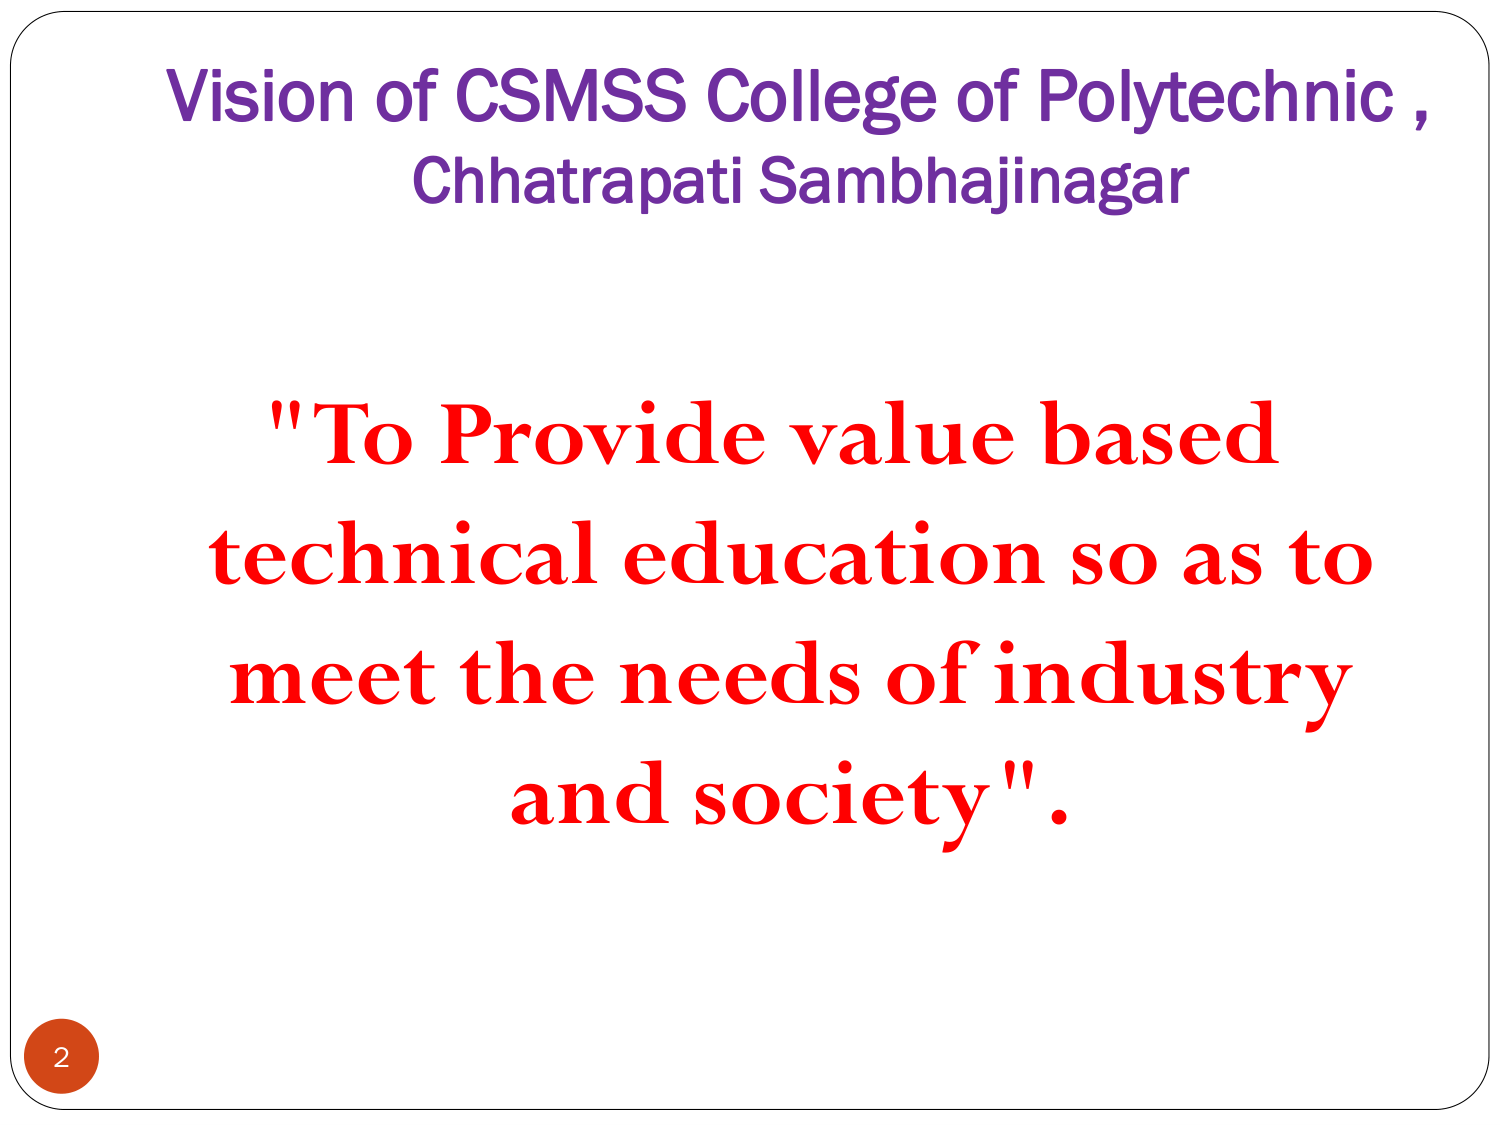 Vision of CSMSS College of Polytechnic ,
Chhatrapati Sambhajinagar
"To Provide value based
technical education so as to
meet the needs of industry
and society".
2